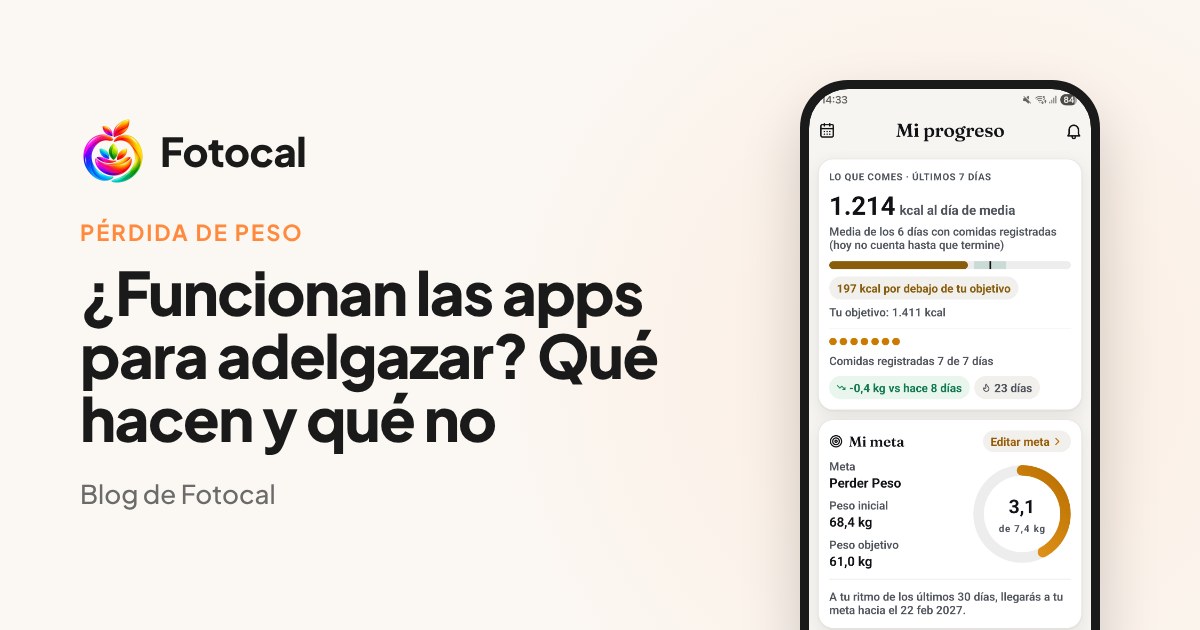 Fotocal
PÉRDIDA DE PESO
¿Funcionan las apps
para adelgazar? Qué
hacen y qué no
Blog de Fotocal
14:33
84
Mi progreso
LO QUE COMES · ÚLTIMOS 7 DÍAS
1.214 kcal al día de media
Media de los 6 días con comidas registradas
(hoy no cuenta hasta que termine)
197 kcal por debajo de tu objetivo
Tu objetivo: 1.411 kcal
Comidas registradas 7 de 7 días
-0,4 kg vs hace 8 días
23 días
Mi meta
Editar meta
Meta
Perder Peso
Peso inicial
68,4 kg
Peso objetivo
61,0 kg
3,1
de 7,4 kg
A tu ritmo de los últimos 30 días, llegarás a tu
meta hacia el 22 feb 2027.